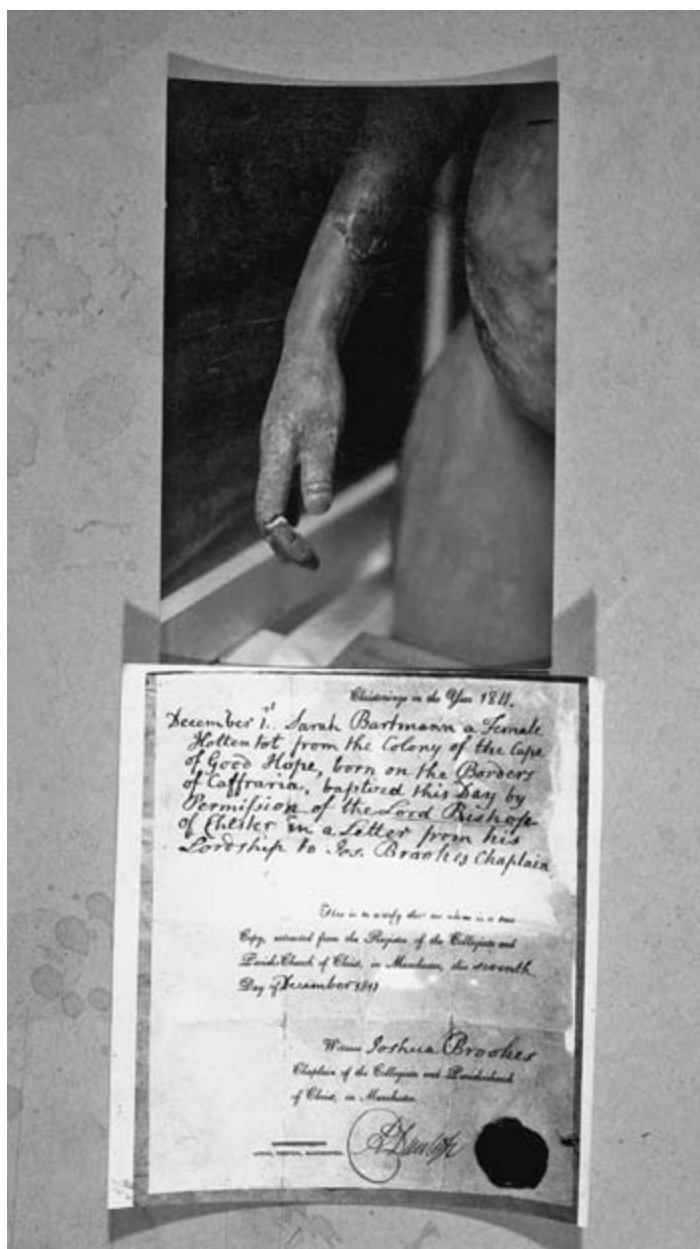 Christenings in the Year 1811.
December 1st. Sarah Bartmann a Female
Hottentot from the Colony of the Cape
of Good Hope, born on the Borders
of Caffraria, baptized this Day by
Permission of the Lord Bishop
of Chester in a Letter from his
Lordship to Jos. Brookes Chaplain
This is to certify that the above is a true
Copy, extracted from the Register of the Collegiate and
Parish Church of Christ, in Manchester, this seventh
Day of December 1811
Witness Joshua Brookes
Chaplain of the Collegiate and Parish Church
of Christ, in Manchester.